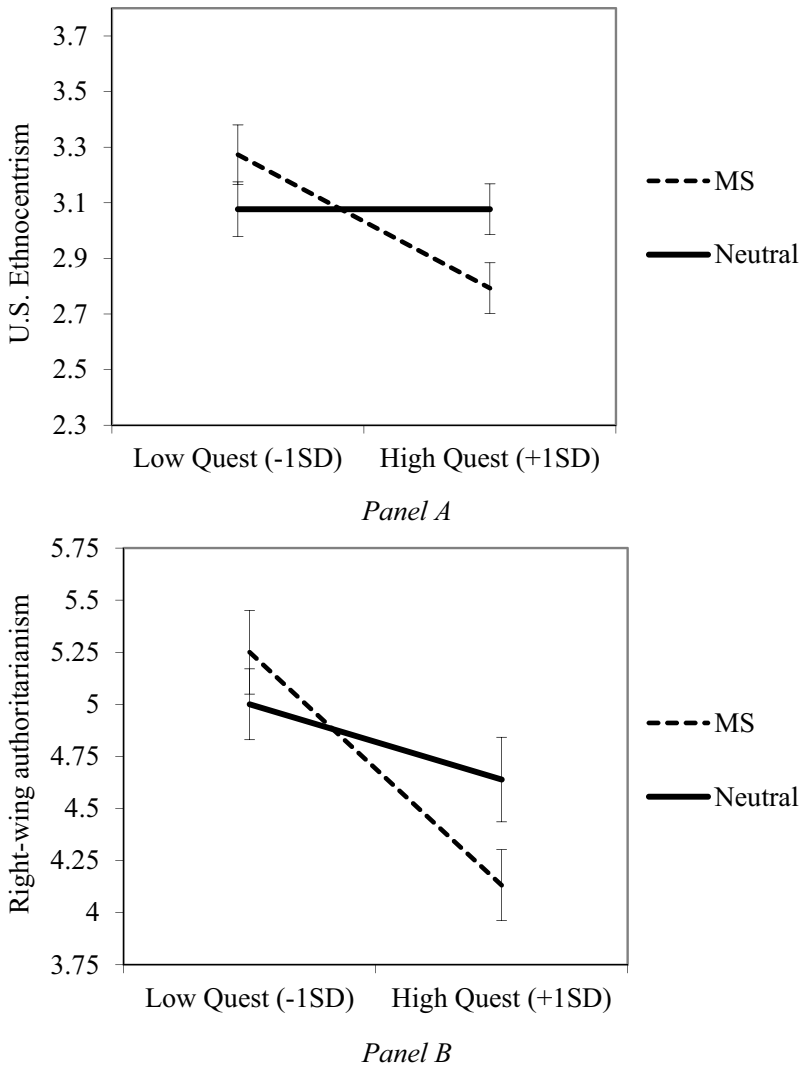 3.7
3.5
3.3
3.1
2.9
2.7
2.5
2.3
U.S. Ethnocentrism
MS
Neutral
Low Quest (-1SD) High Quest (+1SD)
Panel A
5.75
5.5
5.25
5
4.75
4.5
4.25
4
3.75
Right-wing authoritarianism
MS
Neutral
Low Quest (-1SD) High Quest (+1SD)
Panel B